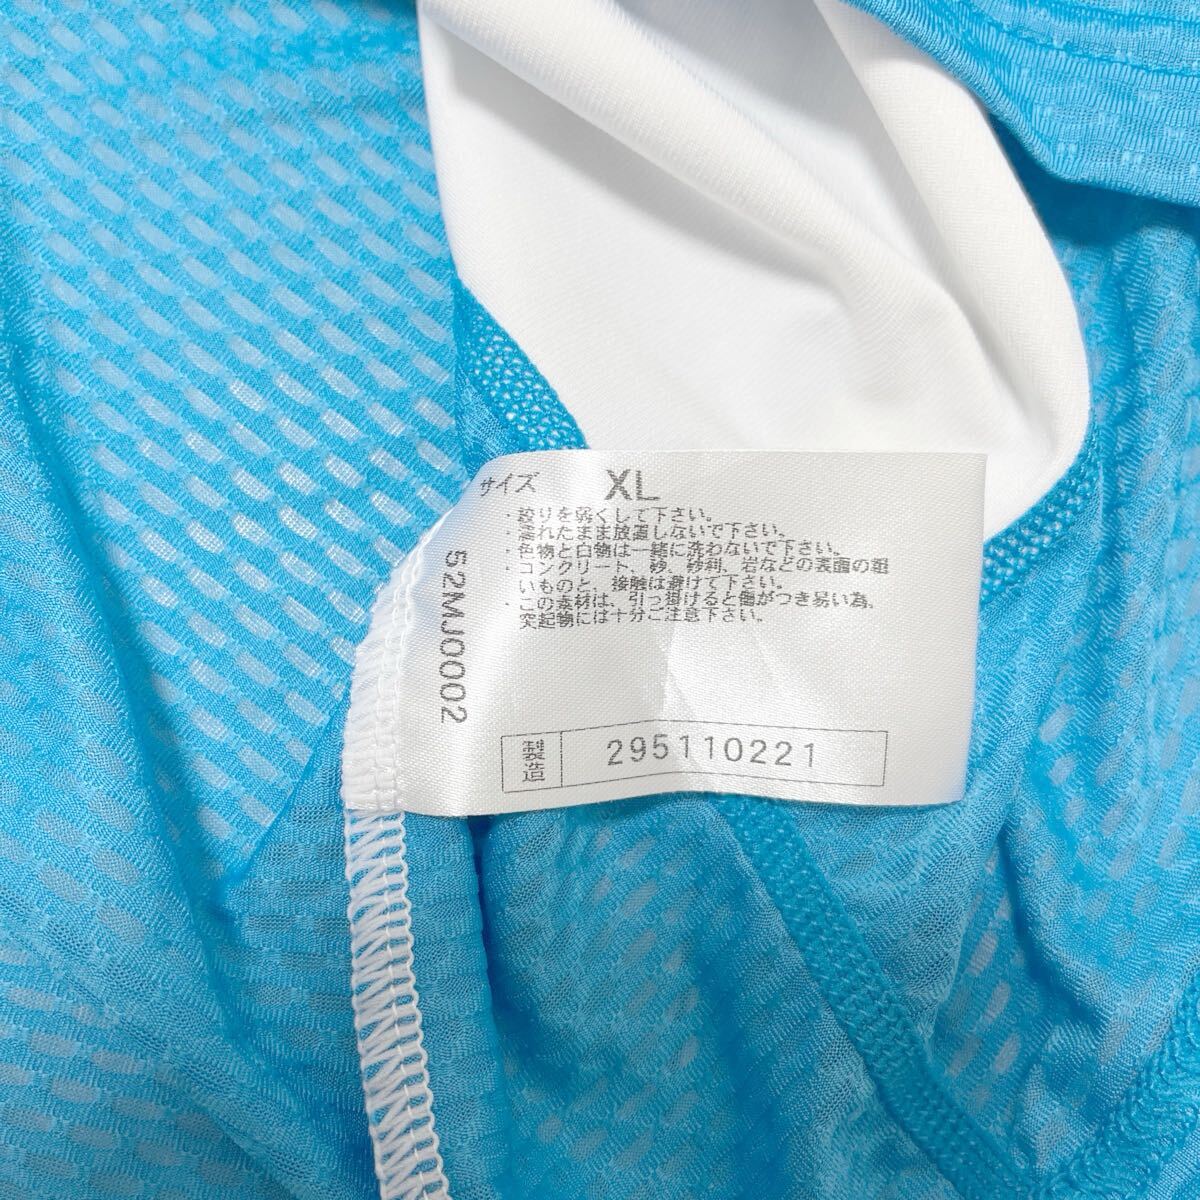 サイズ XL
・絞りを弱くして下さい。
・濡れたまま放置しないで下さい。
・色物と白物は一緒に洗わないで下さい。
・コンクリート、砂、砂利、岩などの表面の粗
いものと、接触は避けて下さい。
・この素材は、引っ掛けると傷がつき易い為、
突起物には十分ご注意下さい。
52MJ0002
製造 295110221